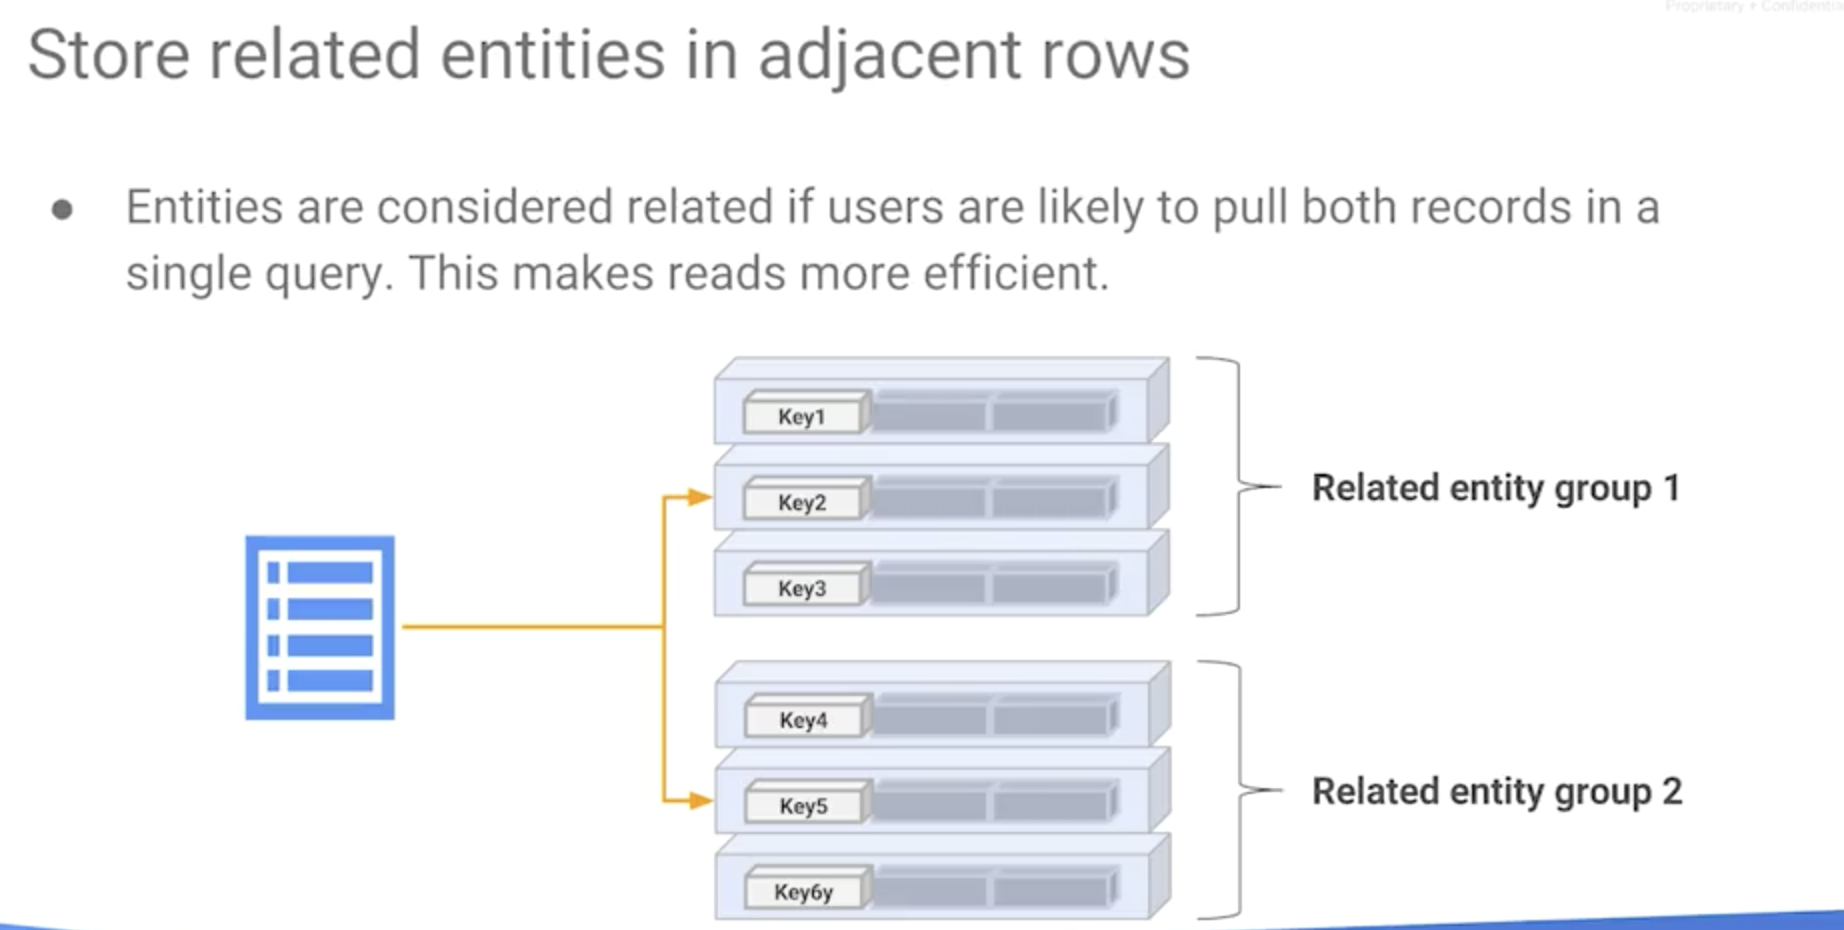 Proprietary + Confidential
Store related entities in adjacent rows
● Entities are considered related if users are likely to pull both records in a
single query. This makes reads more efficient.
Key1
Key2
Key3
Related entity group 1
Key4
Key5
Key6y
Related entity group 2